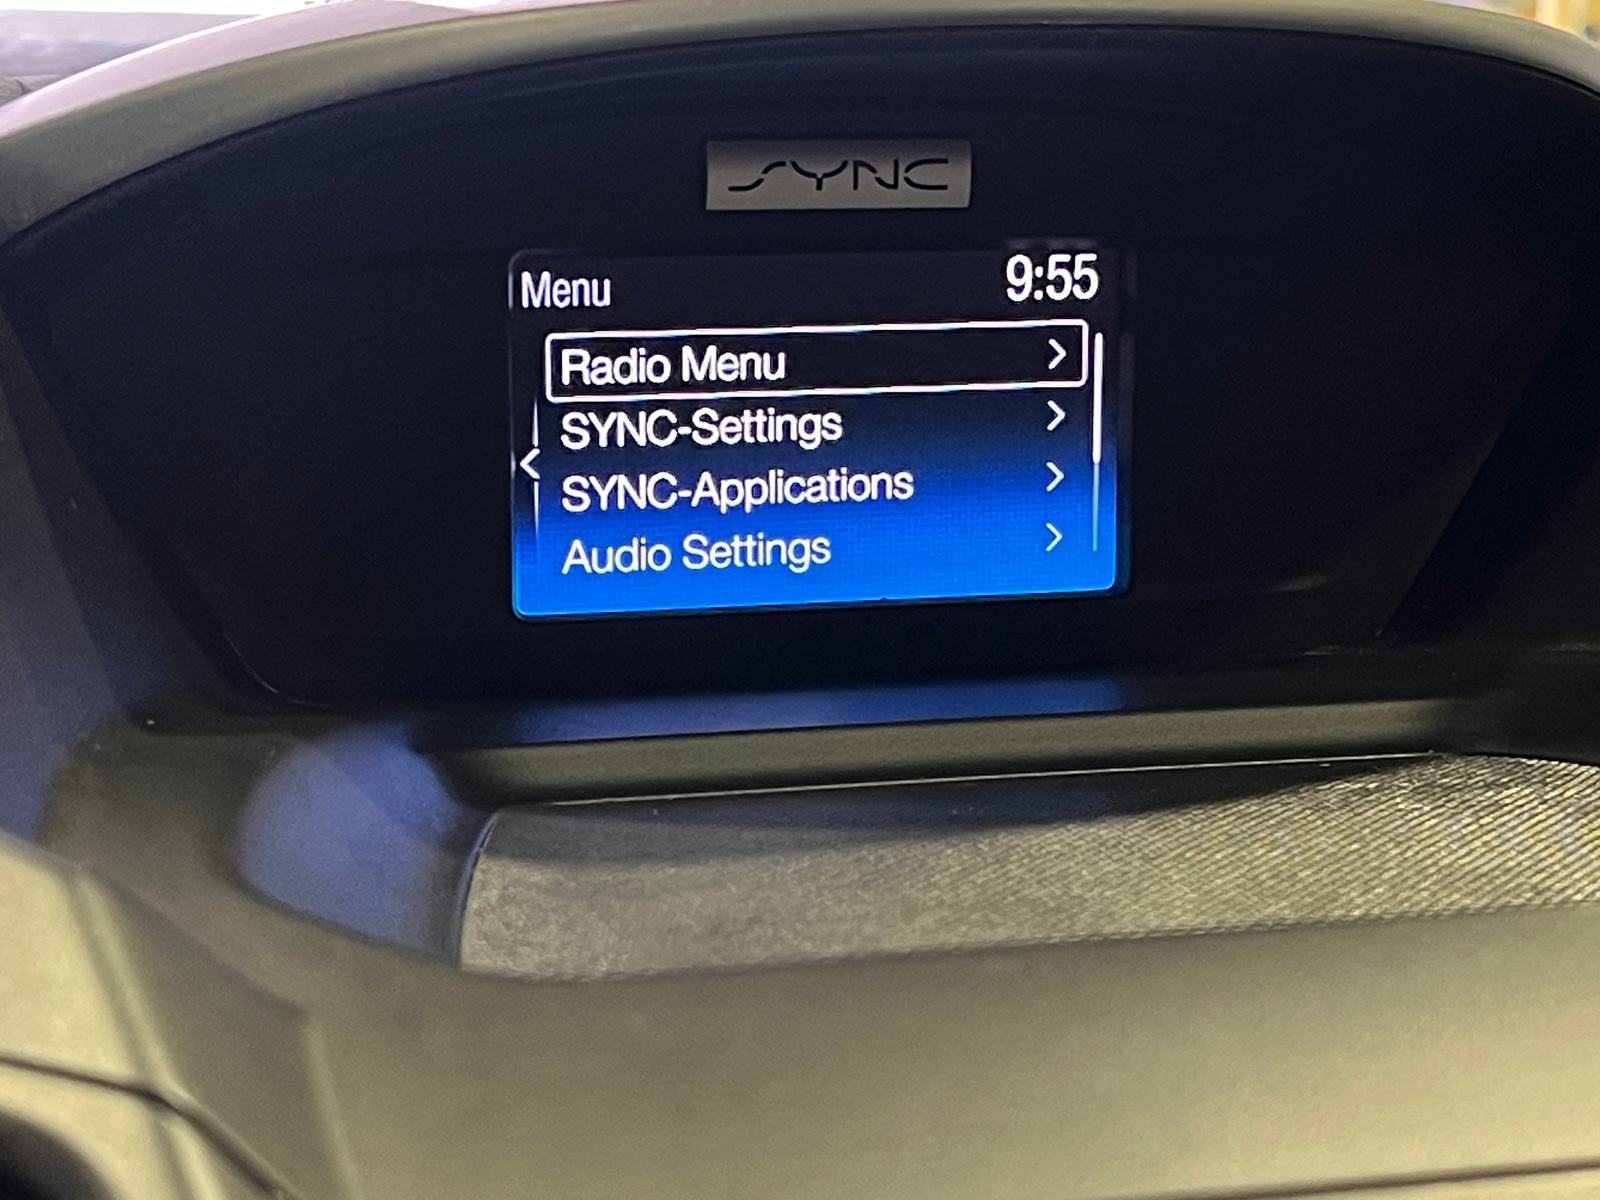 SYNC
Menu 9:55
Radio Menu >
SYNC-Settings >
<
SYNC-Applications >
Audio Settings >